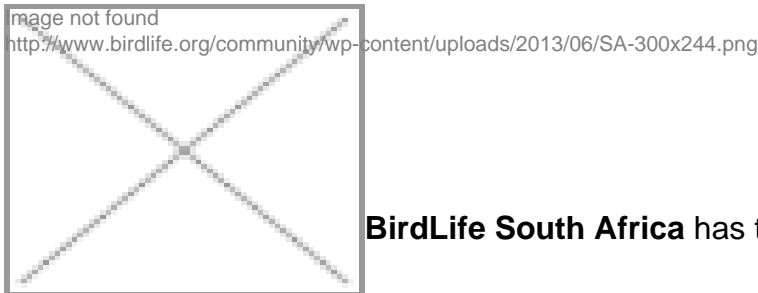 Image not found
http://www.birdlife.org/community/wp-content/uploads/2013/06/SA-300x244.png
BirdLife South Africa has